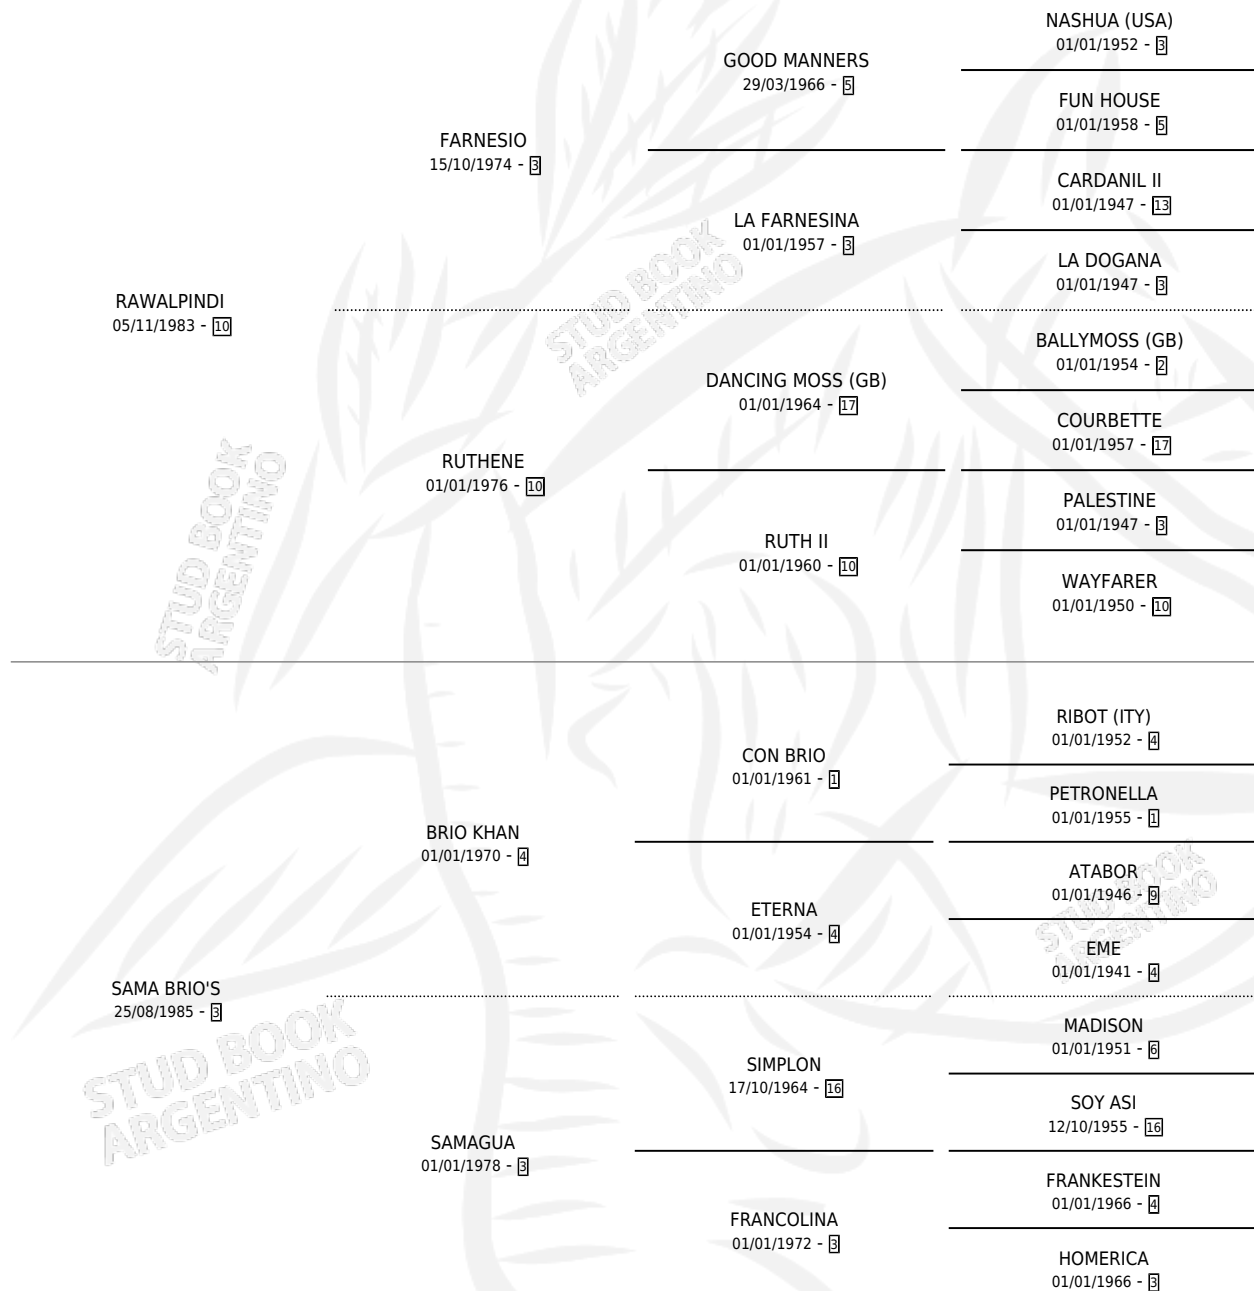 NASHUA (USA)
01/01/1952 - 3
GOOD MANNERS
29/03/1966 - 5
FUN HOUSE
01/01/1958 - 5
FARNESIO
15/10/1974 - 3
CARDANIL II
01/01/1947 - 13
LA FARNESINA
01/01/1957 - 3
LA DOGANA
01/01/1947 - 3
RAWALPINDI
05/11/1983 - 10
STUD BOOK
ARGENTINO
BALLYMOSS (GB)
01/01/1954 - 2
DANCING MOSS (GB)
01/01/1964 - 17
COURBETTE
01/01/1957 - 17
RUTHENE
01/01/1976 - 10
PALESTINE
01/01/1947 - 3
RUTH II
01/01/1960 - 10
WAYFARER
01/01/1950 - 10
STUD BOOK
ARGENTINO
RIBOT (ITY)
01/01/1952 - 4
CON BRIO
01/01/1961 - 1
PETRONELLA
01/01/1955 - 1
BRIO KHAN
01/01/1970 - 4
ATABOR
01/01/1946 - 9
ETERNA
01/01/1954 - 4
EME
01/01/1941 - 4
STUD BOOK
ARGENTINO
SAMA BRIO'S
25/08/1985 - 3
MADISON
01/01/1951 - 6
SIMPLON
17/10/1964 - 16
SOY ASI
12/10/1955 - 16
STUD BOOK
ARGENTINO
SAMAGUA
01/01/1978 - 3
FRANKESTEIN
01/01/1966 - 4
FRANCOLINA
01/01/1972 - 3
HOMERICA
01/01/1966 - 3